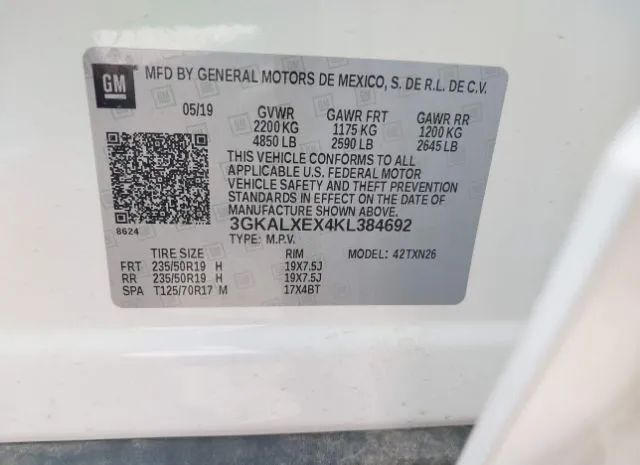 GM MFD BY GENERAL MOTORS DE MEXICO, S. DE R.L. DE C.V.
05/19 GVWR GAWR FRT GAWR RR
2200 KG 1175 KG 1200 KG
4850 LB 2590 LB 2645 LB
THIS VEHICLE CONFORMS TO ALL
APPLICABLE U.S. FEDERAL MOTOR
VEHICLE SAFETY AND THEFT PREVENTION
STANDARDS IN EFFECT ON THE DATE OF
MANUFACTURE SHOWN ABOVE.
8624
3GKALXEX4KL384692
TYPE: M.P.V.
TIRE SIZE RIM MODEL: 42TXN26
FRT 235/50R19 H 19X7.5J
RR 235/50R19 H 19X7.5J
SPA T125/70R17 M 17X4BT